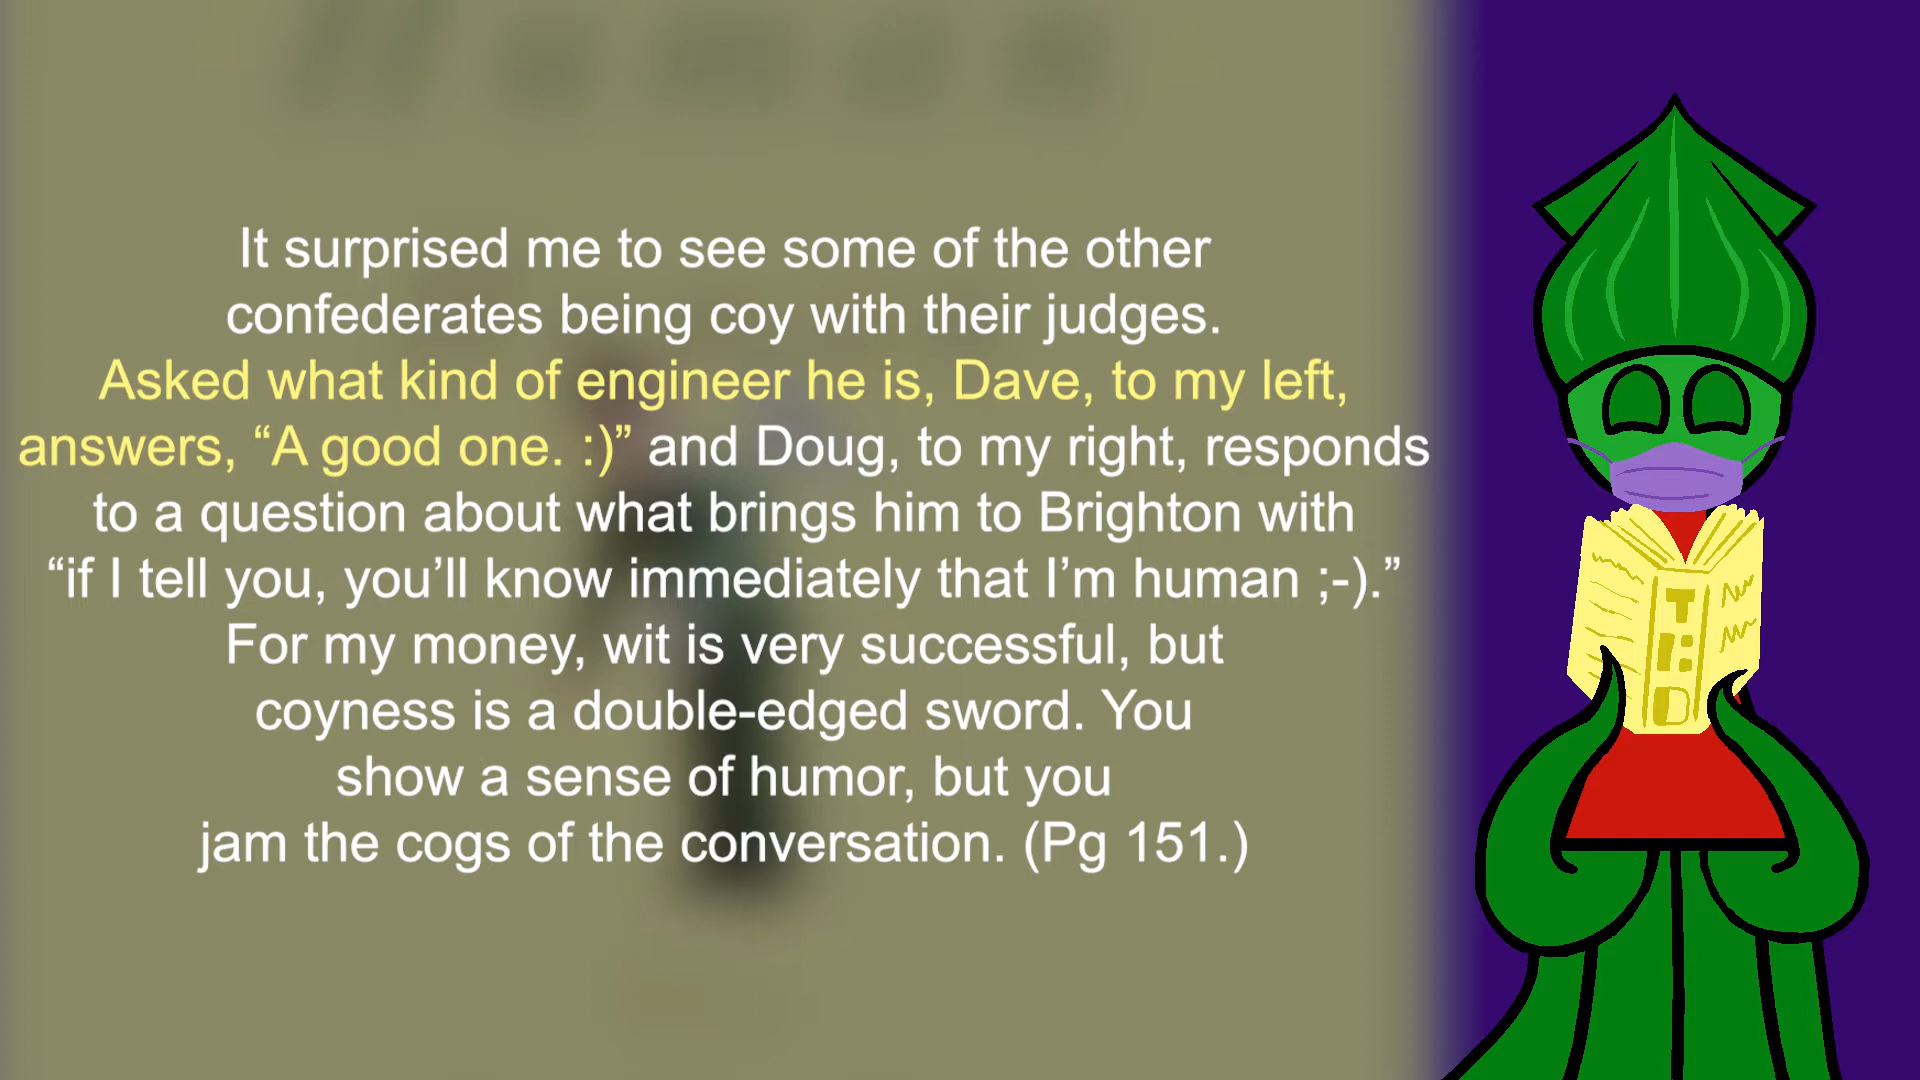 It surprised me to see some of the other
confederates being coy with their judges.
Asked what kind of engineer he is, Dave, to my left,
answers, “A good one. :)” and Doug, to my right, responds
to a question about what brings him to Brighton with
“if I tell you, you’ll know immediately that I’m human ;-).”
For my money, wit is very successful, but
coyness is a double-edged sword. You
show a sense of humor, but you
jam the cogs of the conversation. (Pg 151.)